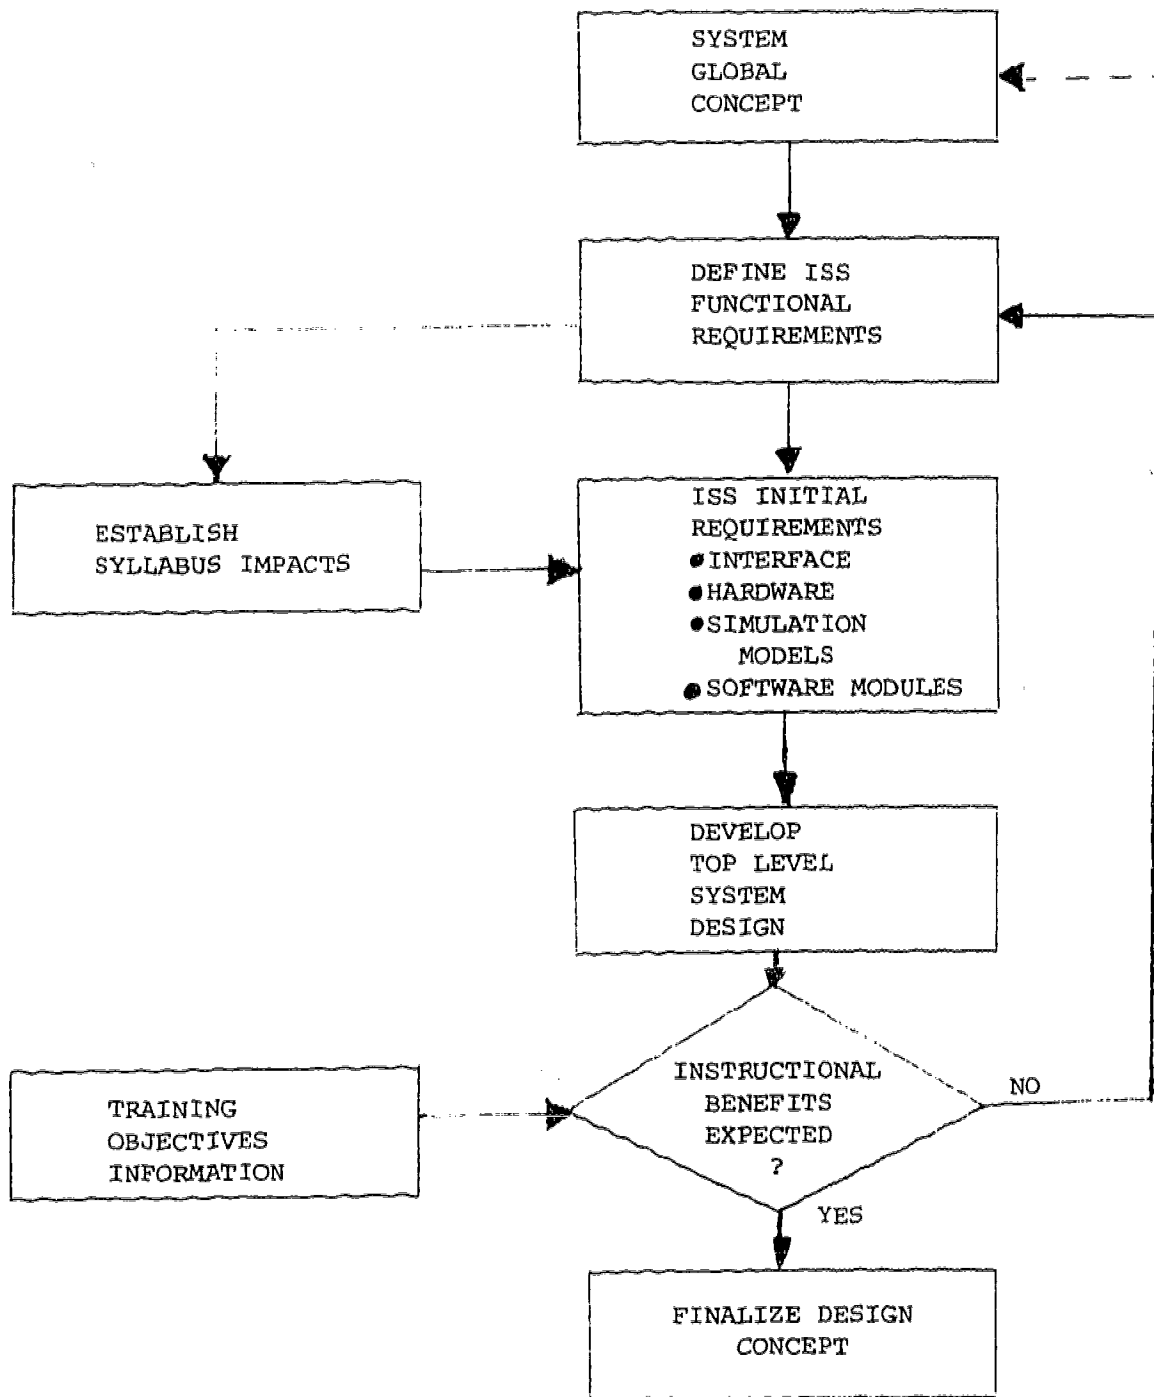 SYSTEM
GLOBAL
CONCEPT
DEFINE ISS
FUNCTIONAL
REQUIREMENTS
ESTABLISH
SYLLABUS IMPACTS
ISS INITIAL
REQUIREMENTS
●INTERFACE
●HARDWARE
●SIMULATION
MODELS
●SOFTWARE MODULES
DEVELOP
TOP LEVEL
SYSTEM
DESIGN
TRAINING
OBJECTIVES
INFORMATION
INSTRUCTIONAL
BENEFITS
EXPECTED
?
NO
YES
FINALIZE DESIGN
CONCEPT